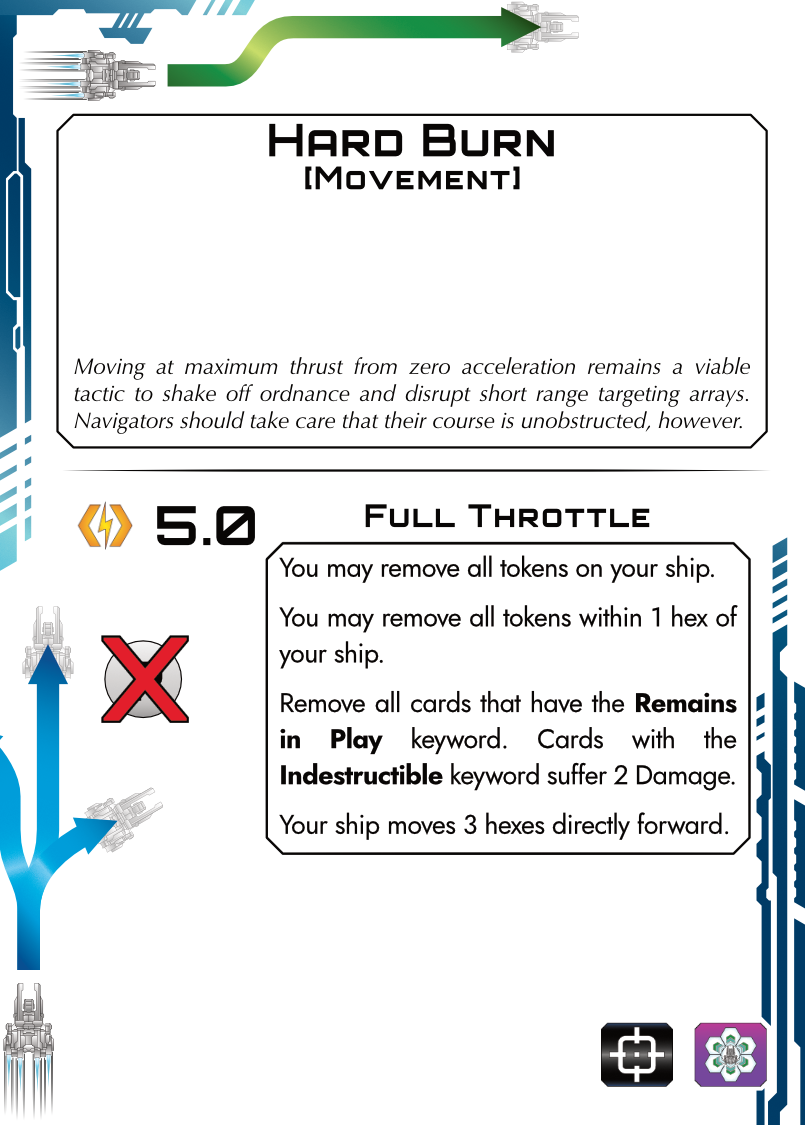 Hard Burn
[Movement]
Moving at maximum thrust from zero acceleration remains a viable
tactic to shake off ordnance and disrupt short range targeting arrays.
Navigators should take care that their course is unobstructed, however.
5.0
Full Throttle
You may remove all tokens on your ship.
You may remove all tokens within 1 hex of
your ship.
Remove all cards that have the Remains
in Play keyword. Cards with the
Indestructible keyword suffer 2 Damage.
Your ship moves 3 hexes directly forward.